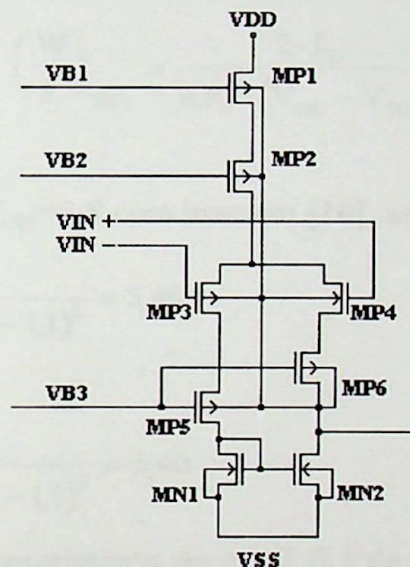 VDD
VB1
MP1
VB2
MP2
VIN +
VIN -
MP3
MP4
MP6
VB3
MP5
MN1
MN2
VSS